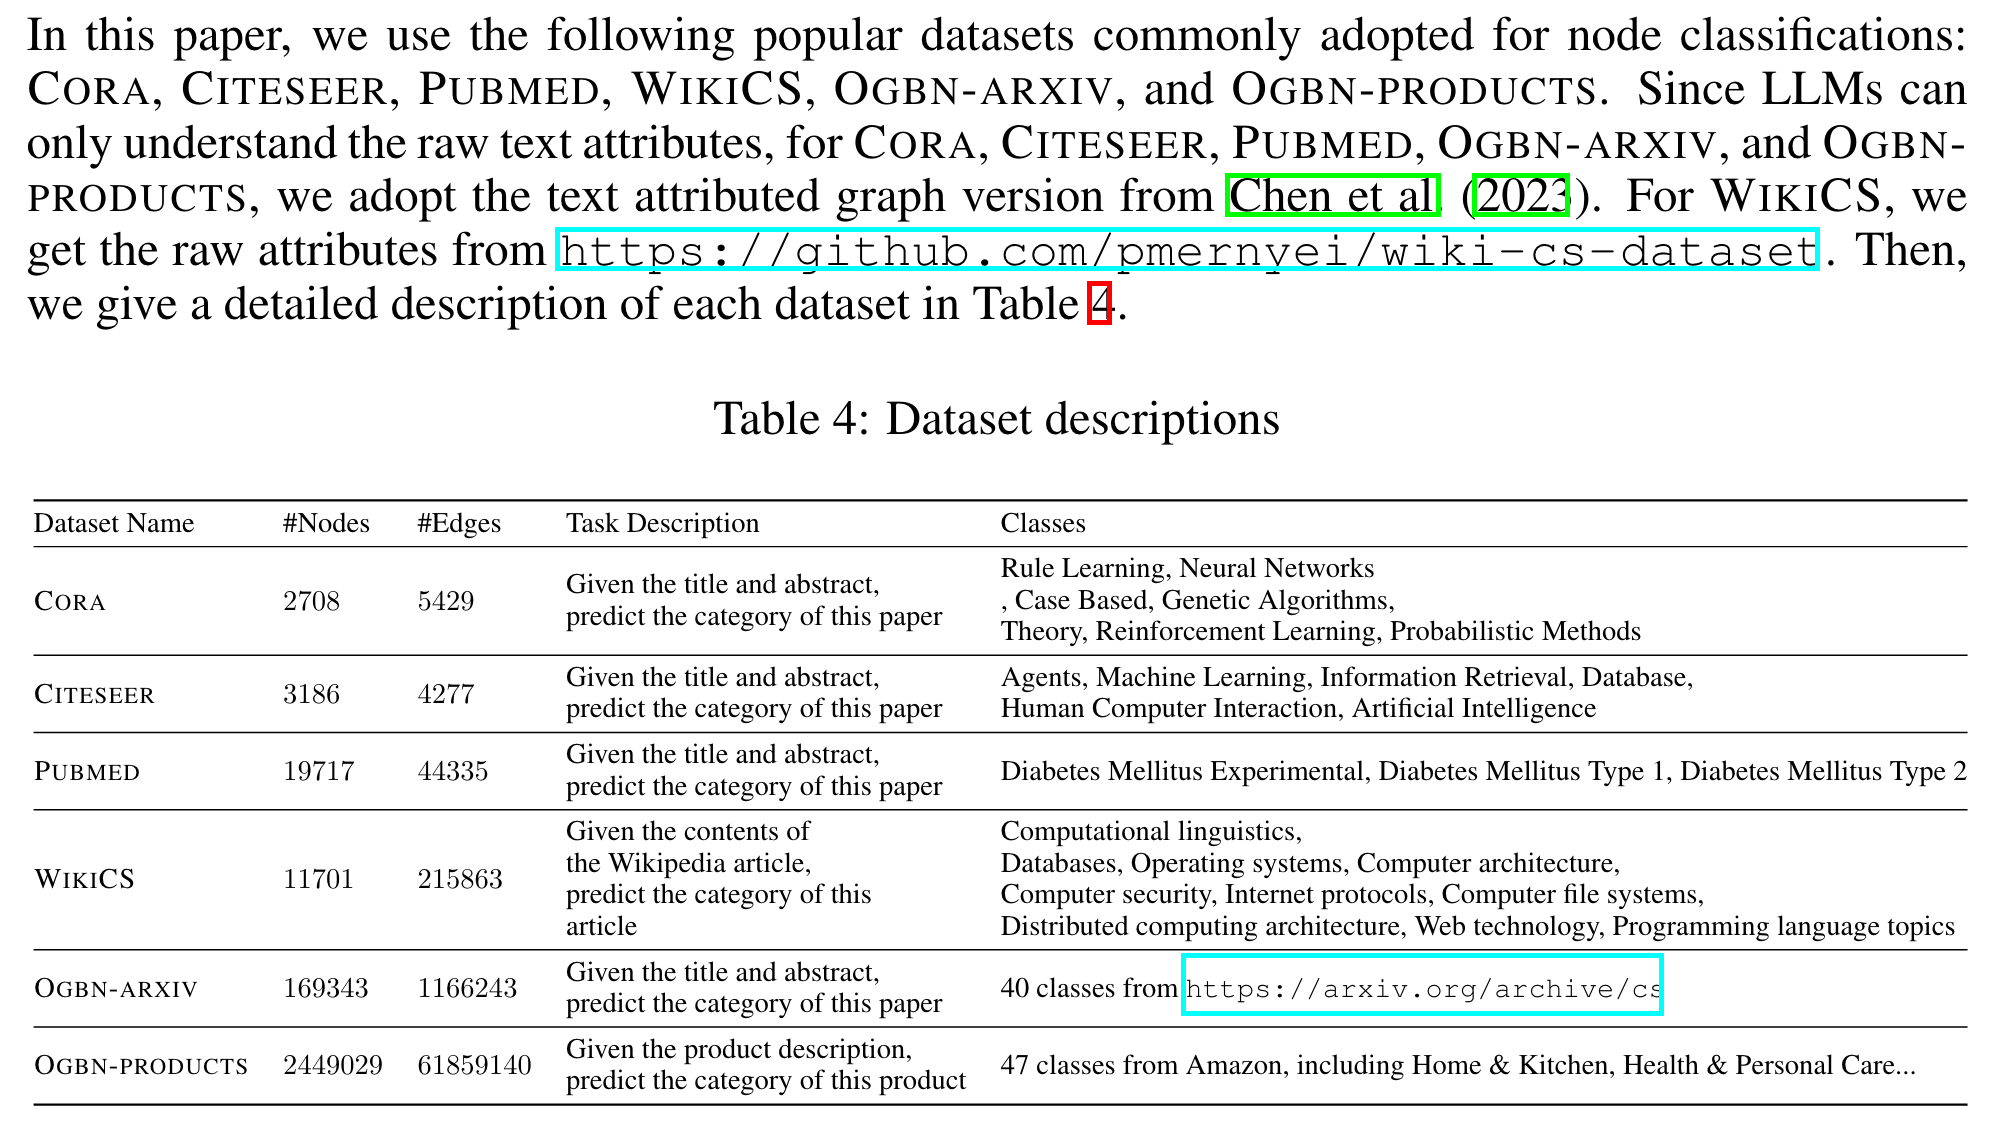 In this paper, we use the following popular datasets commonly adopted for node classifications:
CORA, CITESEER, PUBMED, WIKICS, OGBN-ARXIV, and OGBN-PRODUCTS. Since LLMs can
only understand the raw text attributes, for CORA, CITESEER, PUBMED, OGBN-ARXIV, and OGBN-
PRODUCTS, we adopt the text attributed graph version from Chen et al. (2023). For WIKICS, we
get the raw attributes from https://github.com/pmernyei/wiki-cs-dataset. Then,
we give a detailed description of each dataset in Table 4.
Table 4: Dataset descriptions
Dataset Name #Nodes #Edges Task Description Classes
CORA 2708 5429
Given the title and abstract,
predict the category of this paper
Rule Learning, Neural Networks
, Case Based, Genetic Algorithms,
Theory, Reinforcement Learning, Probabilistic Methods
CITESEER 3186 4277
Given the title and abstract,
predict the category of this paper
Agents, Machine Learning, Information Retrieval, Database,
Human Computer Interaction, Artificial Intelligence
PUBMED 19717 44335
Given the title and abstract,
predict the category of this paper
Diabetes Mellitus Experimental, Diabetes Mellitus Type 1, Diabetes Mellitus Type 2
WIKICS 11701 215863
Given the contents of
the Wikipedia article,
predict the category of this
article
Computational linguistics,
Databases, Operating systems, Computer architecture,
Computer security, Internet protocols, Computer file systems,
Distributed computing architecture, Web technology, Programming language topics
OGBN-ARXIV 169343 1166243
Given the title and abstract,
predict the category of this paper
40 classes from https://arxiv.org/archive/cs
OGBN-PRODUCTS 2449029 61859140
Given the product description,
predict the category of this product
47 classes from Amazon, including Home & Kitchen, Health & Personal Care...